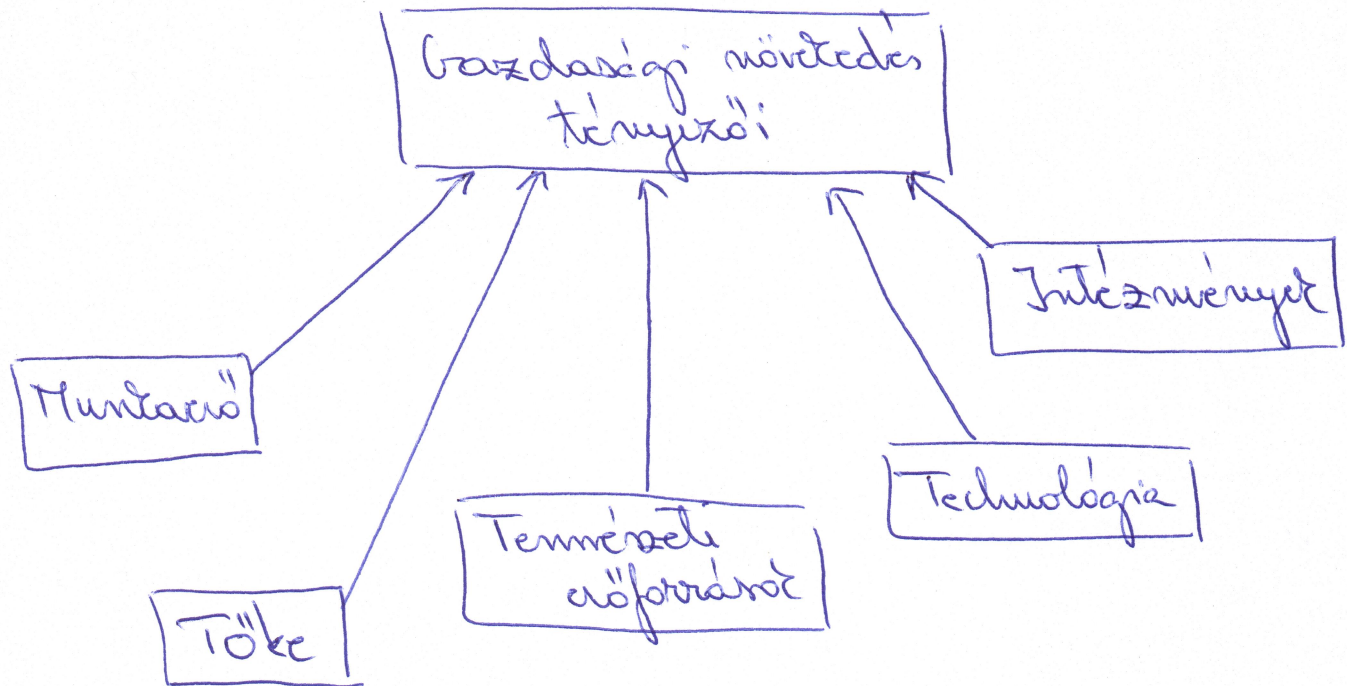 Gazdasági növekedés
tényezői
Intézmények
Munkaerő
Technológia
Természeti
erőforrások
Tőke